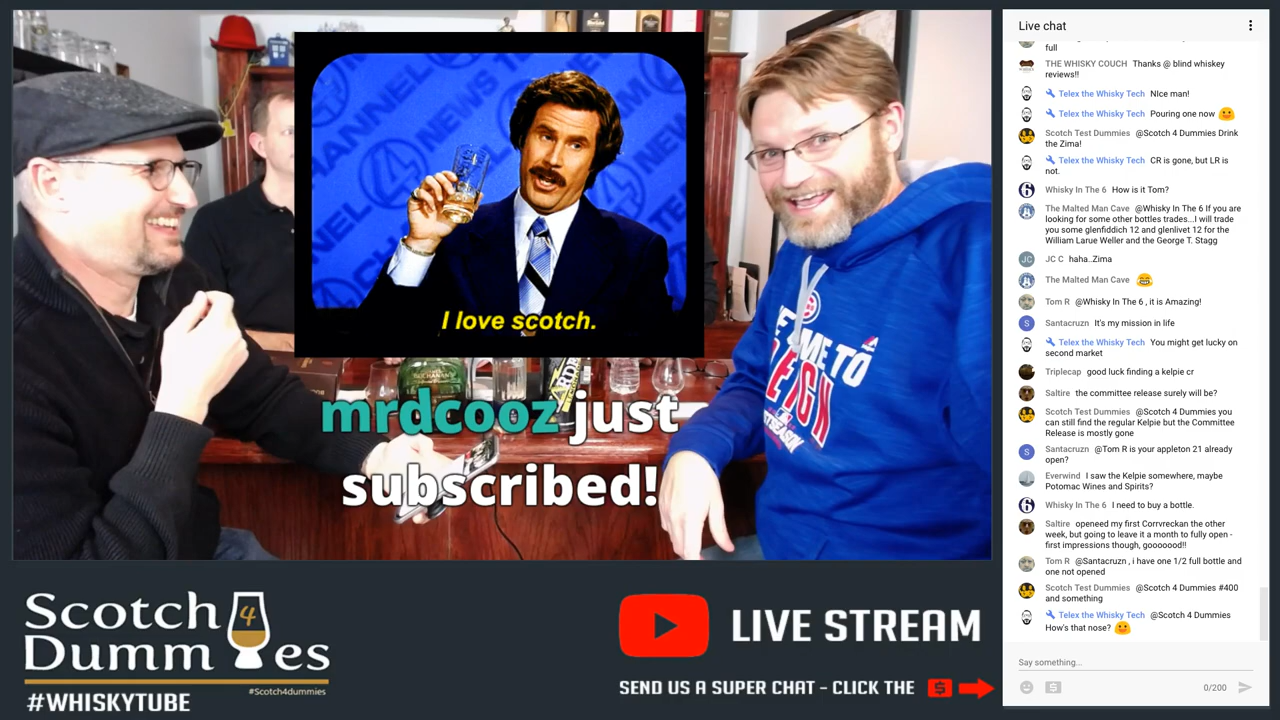 I love scotch.
mrdcooz just
subscribed!
Scotch 4
Dummies
#Scotch4dummies
#WHISKYTUBE
LIVE STREAM
SEND US A SUPER CHAT - CLICK THE $
Live chat
full
THE WHISKY COUCH Thanks @ blind whiskey
reviews!!
Telex the Whisky Tech NIce man!
Telex the Whisky Tech Pouring one now
Scotch Test Dummies @Scotch 4 Dummies Drink
the Zima!
Telex the Whisky Tech CR is gone, but LR is
not.
Whisky In The 6 How is it Tom?
The Malted Man Cave @Whisky In The 6 If you are
looking for some other bottles trades...I will trade
you some glenfiddich 12 and glenlivet 12 for the
William Larue Weller and the George T. Stagg
JC C haha..Zima
The Malted Man Cave
Tom R @Whisky In The 6 , it is Amazing!
Santacruzn It's my mission in life
Telex the Whisky Tech You might get lucky on
second market
Triplecap good luck finding a kelpie cr
Saltire the committee release surely will be?
Scotch Test Dummies @Scotch 4 Dummies you
can still find the regular Kelpie but the Committee
Release is mostly gone
Santacruzn @Tom R is your appleton 21 already
open?
Everwind I saw the Kelpie somewhere, maybe
Potomac Wines and Spirits?
Whisky In The 6 I need to buy a bottle.
Saltire openeed my first Corrvreckan the other
week, but going to leave it a month to fully open -
first impressions though, gooooood!!
Tom R @Santacruzn , i have one 1/2 full bottle and
one not opened
Scotch Test Dummies @Scotch 4 Dummies #400
and something
Telex the Whisky Tech @Scotch 4 Dummies
How's that nose?
Say something...
0/200